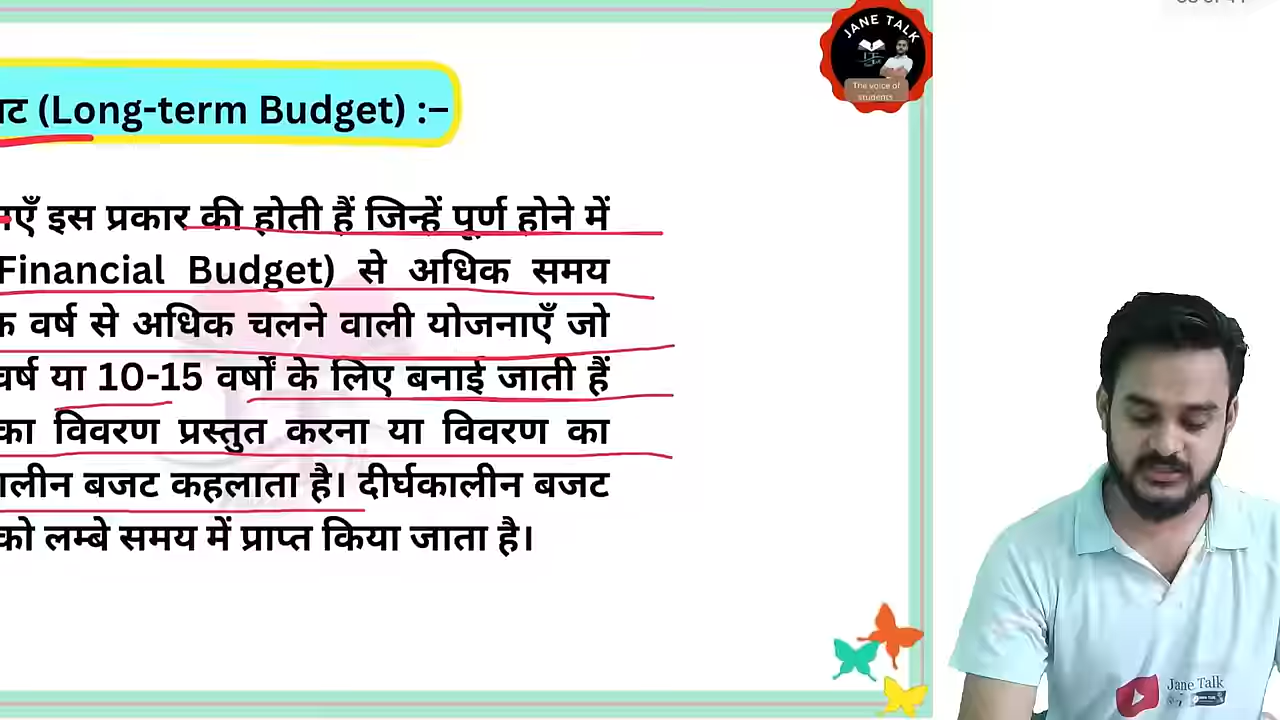 (Long-term Budget) :–
इस प्रकार की होती हैं जिन्हें पूर्ण होने में
Financial Budget) से अधिक समय
वर्ष से अधिक चलने वाली योजनाएँ जो
वर्ष या 10-15 वर्षों के लिए बनाई जाती हैं
का विवरण प्रस्तुत करना या विवरण का
बजट कहलाता है। दीर्घकालीन बजट
को लम्बे समय में प्राप्त किया जाता है।
JANE TALK
The voice of
students
Jane Talk